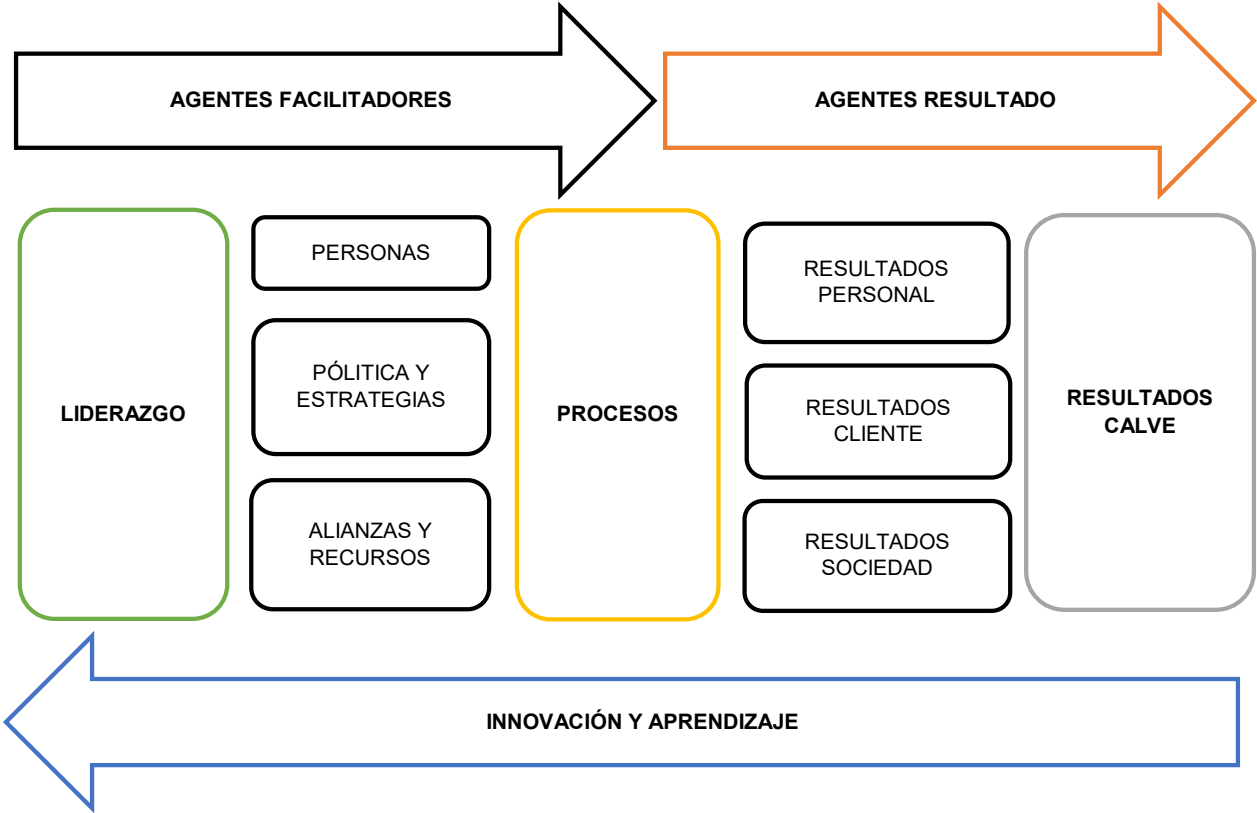 AGENTES FACILITADORES
AGENTES RESULTADO
LIDERAZGO
PERSONAS
PÓLITICA Y
ESTRATEGIAS
ALIANZAS Y
RECURSOS
PROCESOS
RESULTADOS
PERSONAL
RESULTADOS
CLIENTE
RESULTADOS
SOCIEDAD
RESULTADOS
CALVE
INNOVACIÓN Y APRENDIZAJE